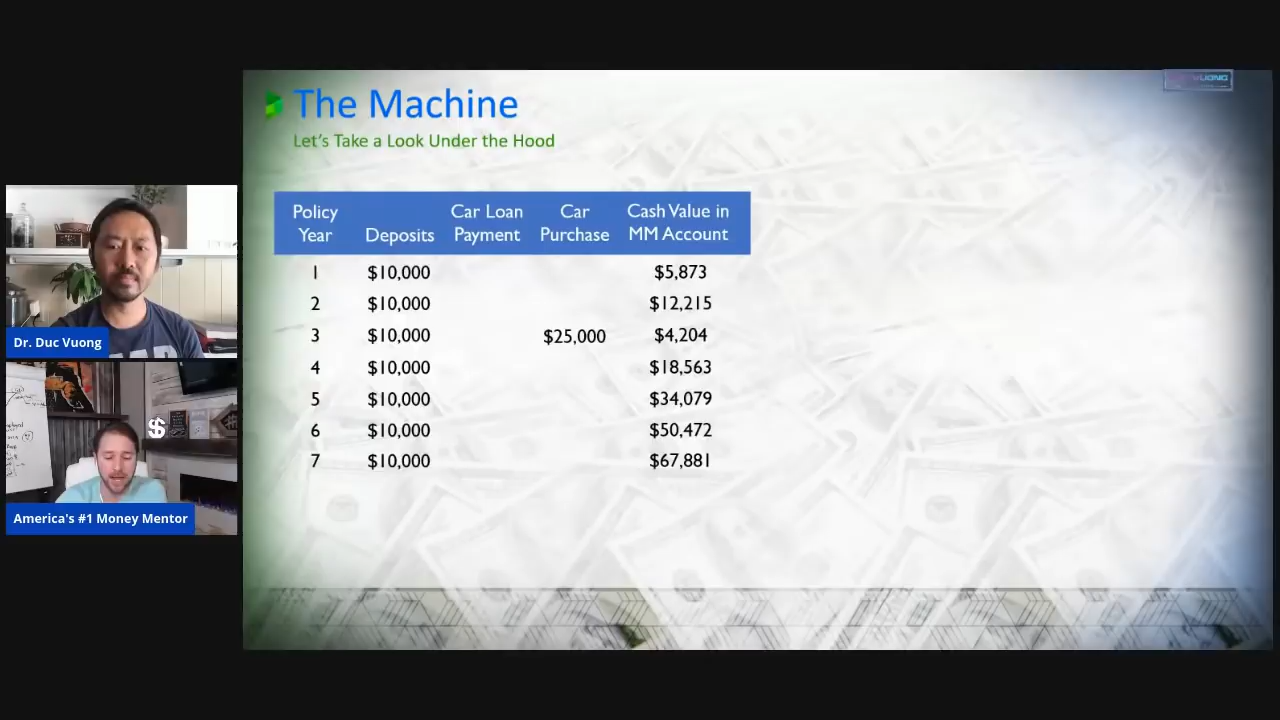 The Machine
Let's Take a Look Under the Hood
Policy Year Deposits Car Loan Payment Car Purchase Cash Value in MM Account
1 $10,000 $5,873
2 $10,000 $12,215
3 $10,000 $25,000 $4,204
4 $10,000 $18,563
5 $10,000 $34,079
6 $10,000 $50,472
7 $10,000 $67,881
Dr. Duc Vuong
$
America's #1 Money Mentor